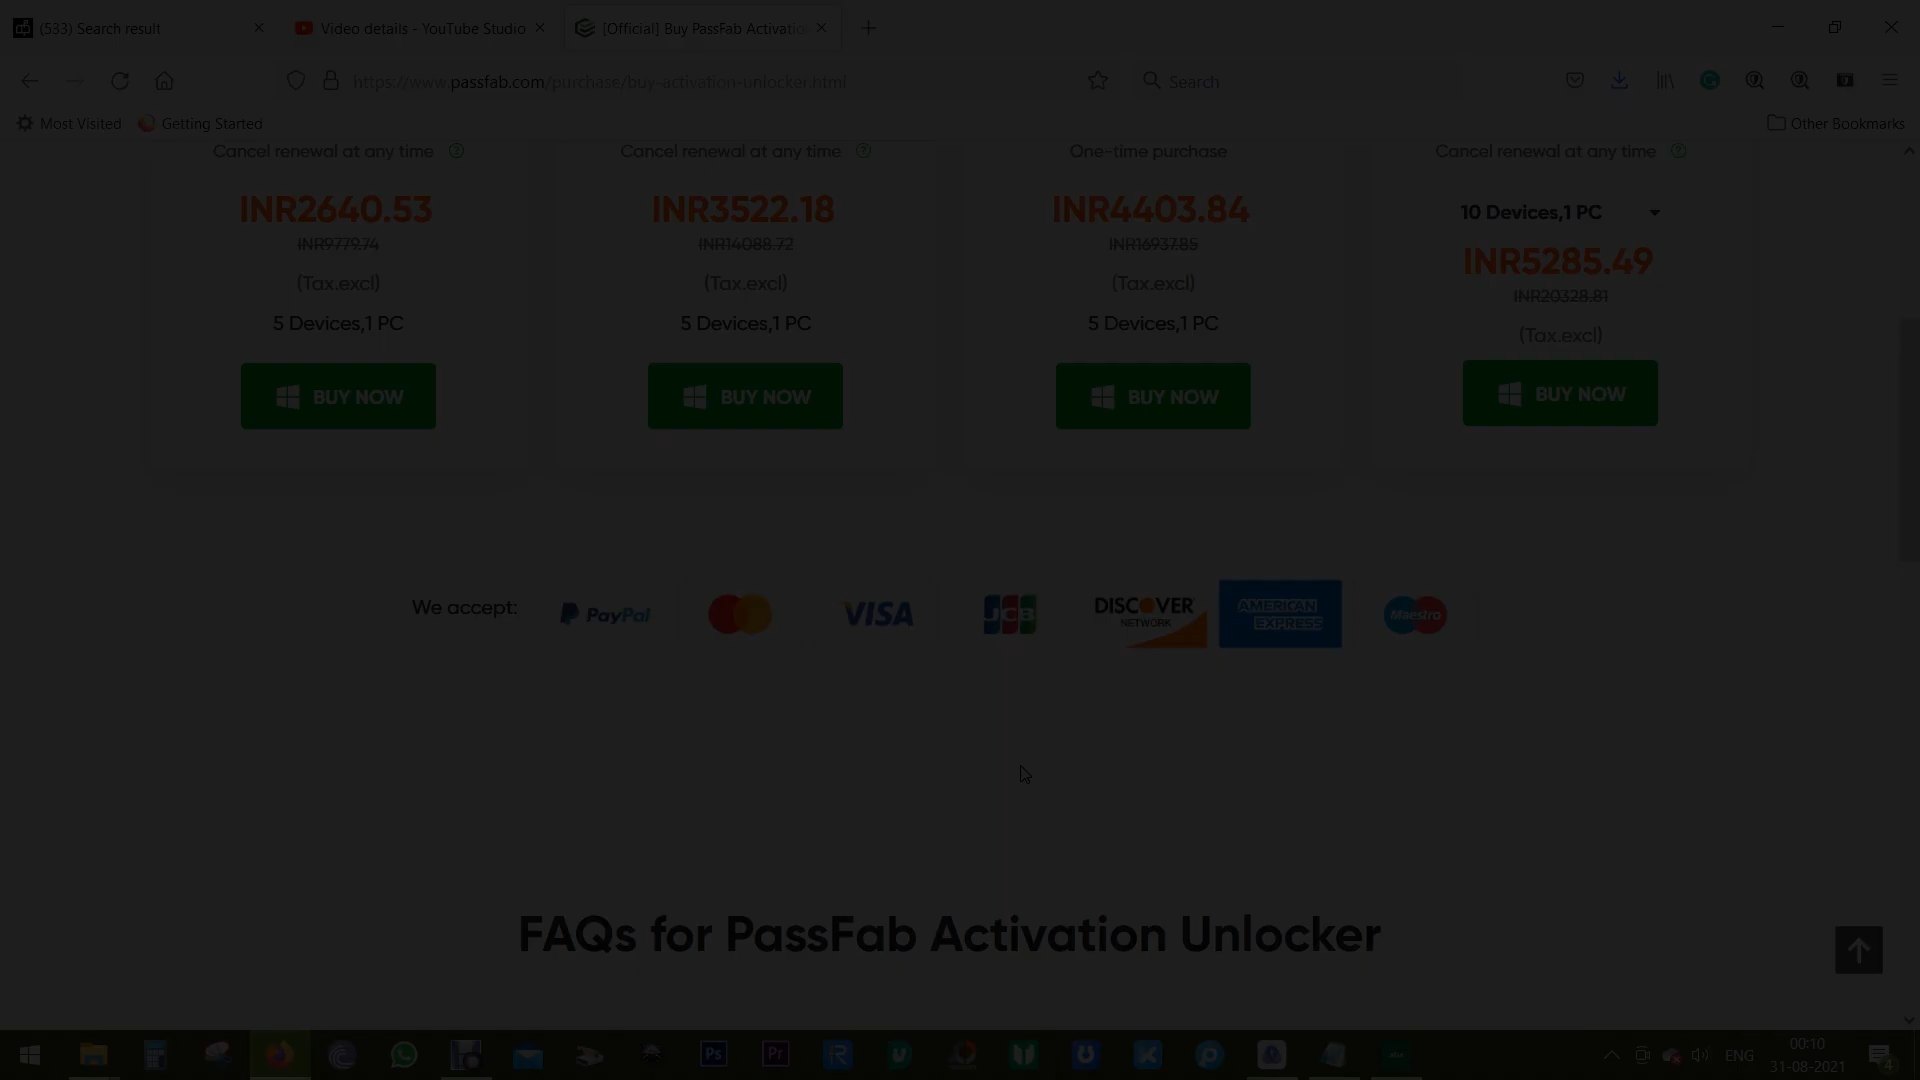 (533) Search result
Video details - YouTube Studio
[Official] Buy PassFab Activatio
https://www.passfab.com/purchase/buy-activation-unlocker.html
Search
Most Visited
Getting Started
Other Bookmarks
Cancel renewal at any time
Cancel renewal at any time
One-time purchase
Cancel renewal at any time
INR2640.53
INR3522.18
INR4403.84
10 Devices,1 PC
INR9779.74
INR14088.72
INR16937.85
INR5285.49
INR20328.81
(Tax.excl)
(Tax.excl)
(Tax.excl)
(Tax.excl)
5 Devices,1 PC
5 Devices,1 PC
5 Devices,1 PC
BUY NOW
BUY NOW
BUY NOW
BUY NOW
We accept:
PayPal
VISA
JCB
DISCOVER
NETWORK
AMERICAN
EXPRESS
Maestro
FAQs for PassFab Activation Unlocker
Ps
Pr
ENG
00:10
31-08-2021
4